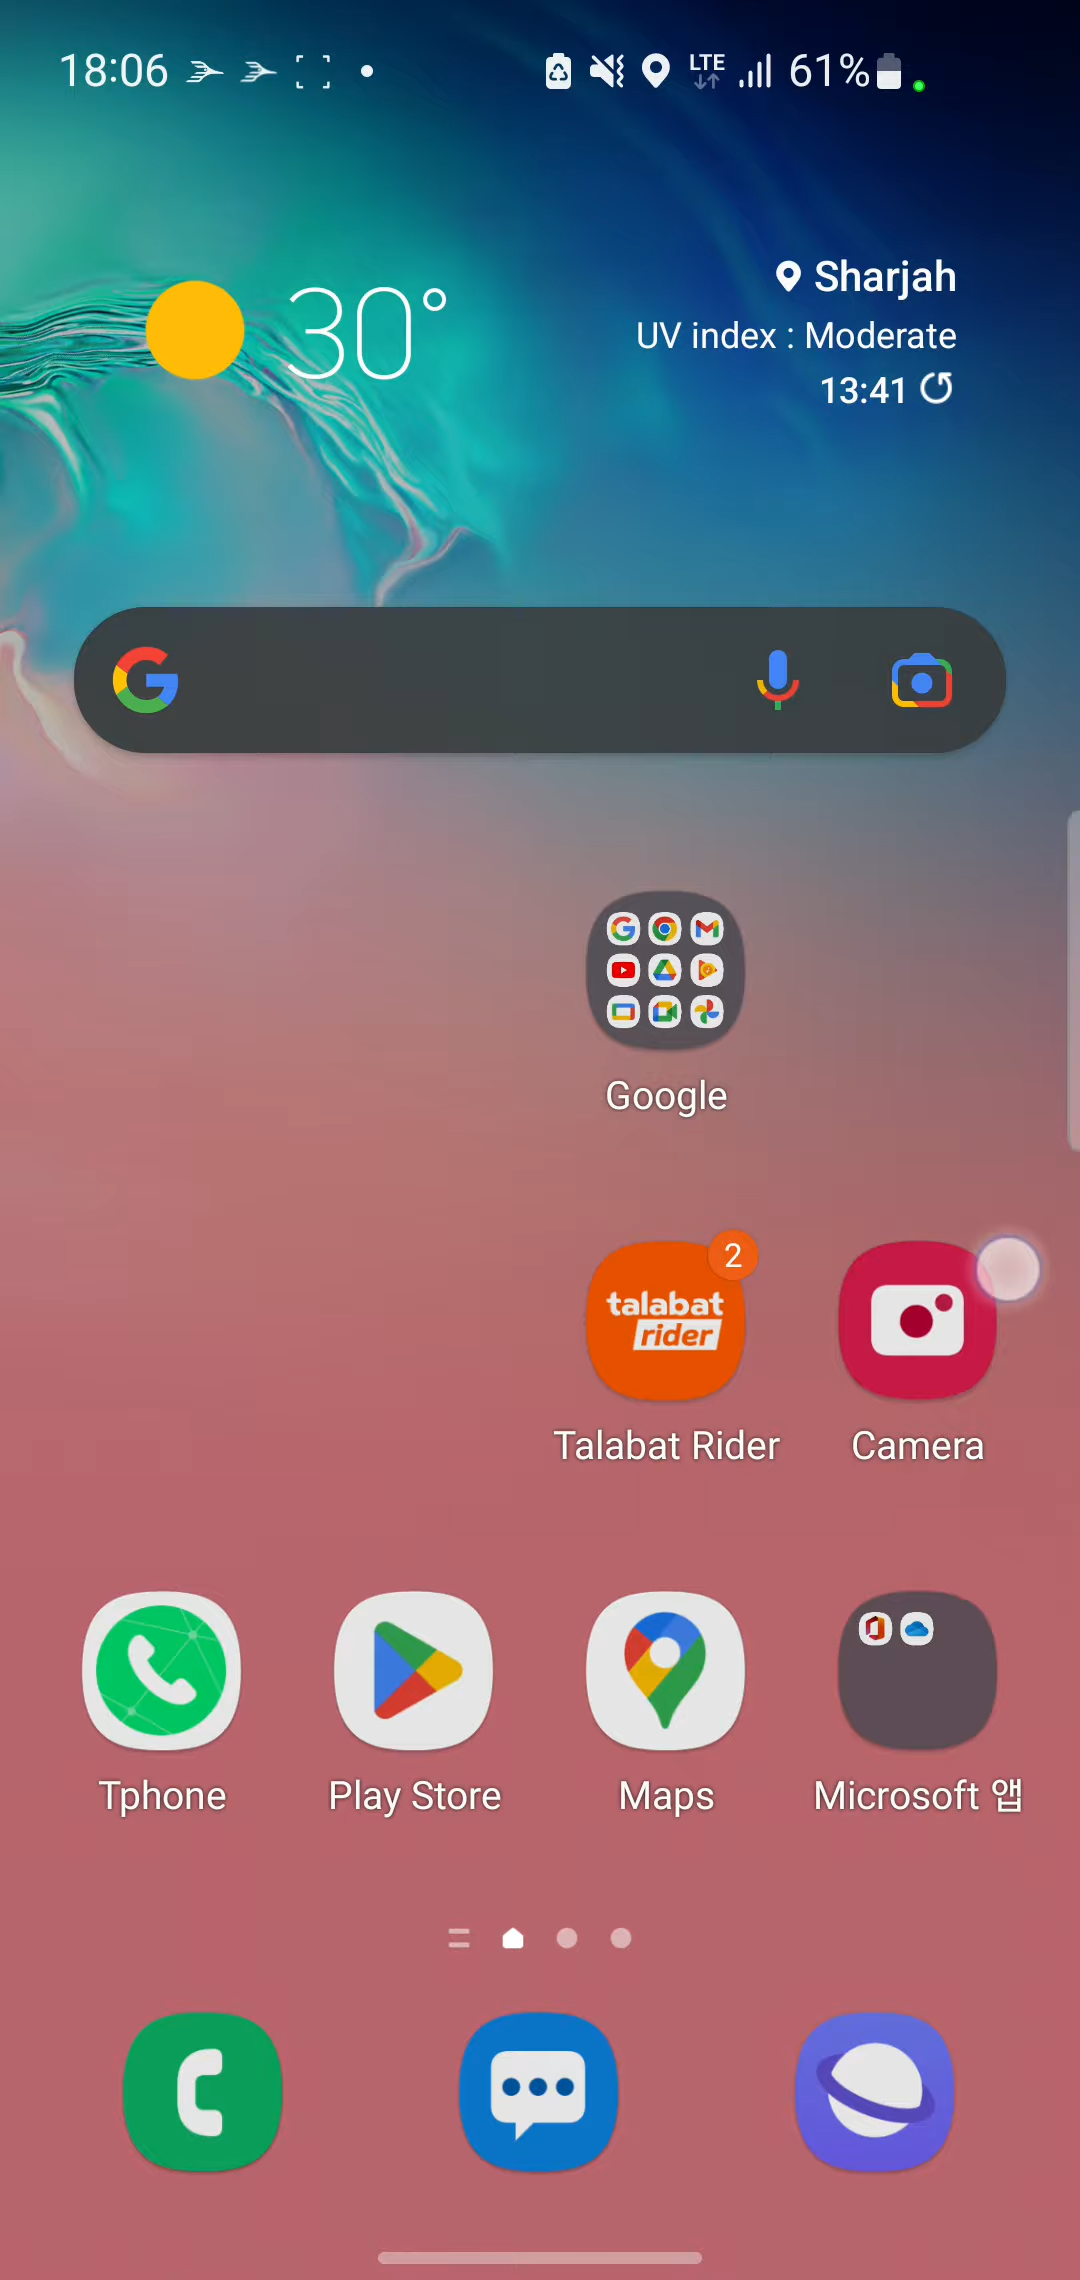 18:06
LTE
61%
30°
Sharjah
UV index : Moderate
13:41
Google
2
talabat
rider
Talabat Rider
Camera
Tphone
Play Store
Maps
Microsoft 앱